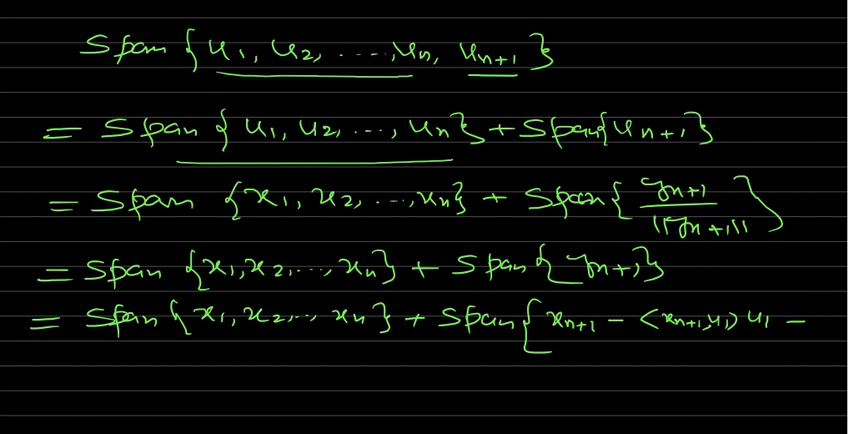 Span {u₁, u₂, ....,uₙ, uₙ₊₁}
= Span {u₁, u₂, ..., uₙ} + Span{uₙ₊₁}
= Span {x₁, x₂, ..., xₙ} + Span{yₙ₊₁/||yₙ₊₁||}
= Span {x₁, x₂, ..., xₙ} + Span{yₙ₊₁}
= Span {x₁, x₂, .., xₙ} + Span{xₙ₊₁ − <xₙ₊₁, u₁> u₁ −